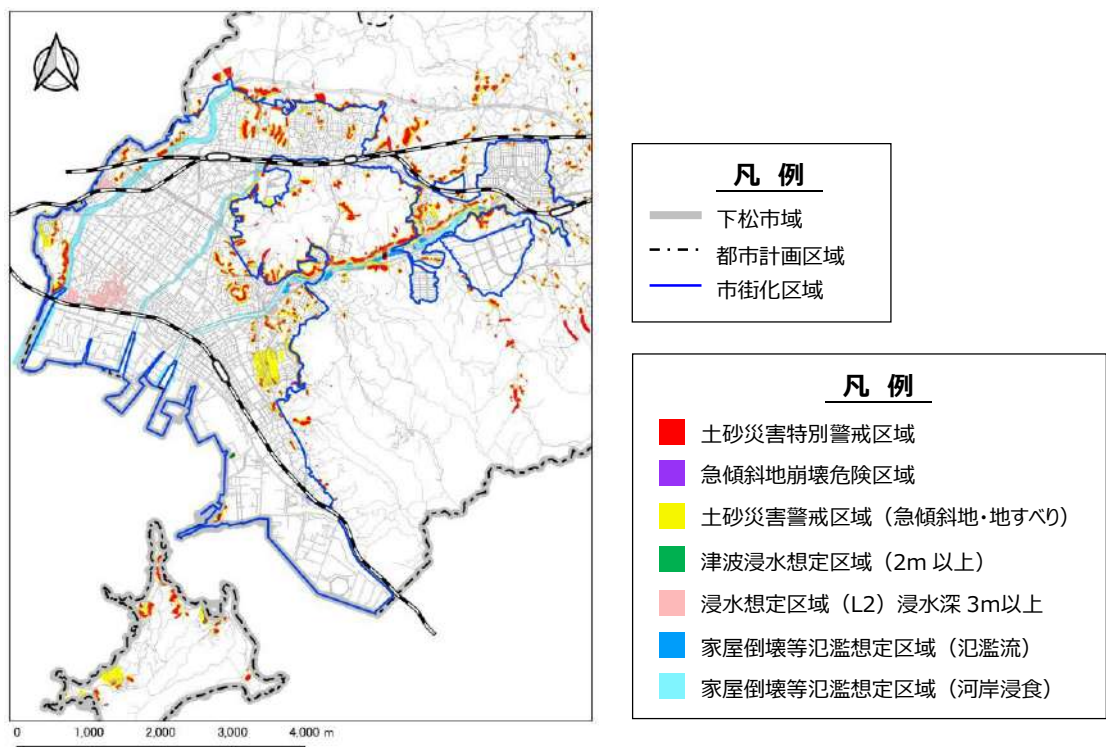 凡 例
下松市域
都市計画区域
市街化区域
凡 例
土砂災害特別警戒区域
急傾斜地崩壊危険区域
土砂災害警戒区域（急傾斜地・地すべり）
津波浸水想定区域（2m 以上）
浸水想定区域（L2）浸水深 3m以上
家屋倒壊等氾濫想定区域（氾濫流）
家屋倒壊等氾濫想定区域（河岸浸食）
0 1,000 2,000 3,000 4,000 m